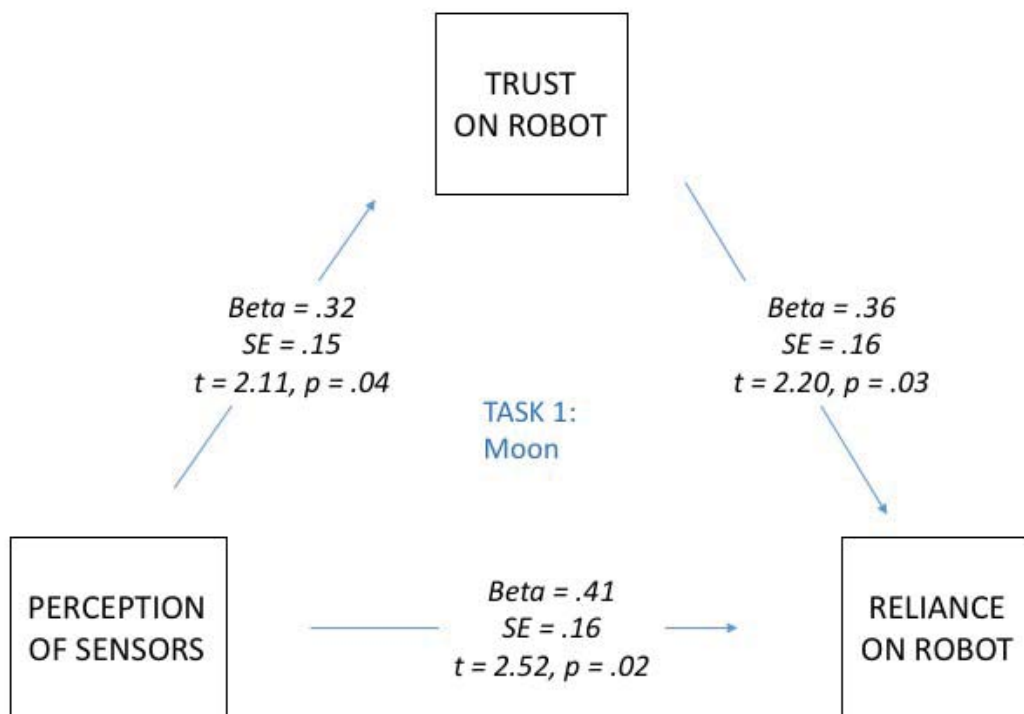 TRUST
ON ROBOT
Beta = .32
SE = .15
t = 2.11, p = .04
Beta = .36
SE = .16
t = 2.20, p = .03
TASK 1:
Moon
PERCEPTION
OF SENSORS
Beta = .41
SE = .16
t = 2.52, p = .02
RELIANCE
ON ROBOT